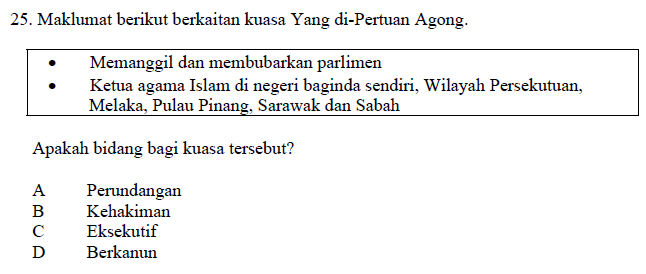 25. Maklumat berikut berkaitan kuasa Yang di-Pertuan Agong.
• Memanggil dan membubarkan parlimen
• Ketua agama Islam di negeri baginda sendiri, Wilayah Persekutuan,
Melaka, Pulau Pinang, Sarawak dan Sabah
Apakah bidang bagi kuasa tersebut?
A Perundangan
B Kehakiman
C Eksekutif
D Berkanun